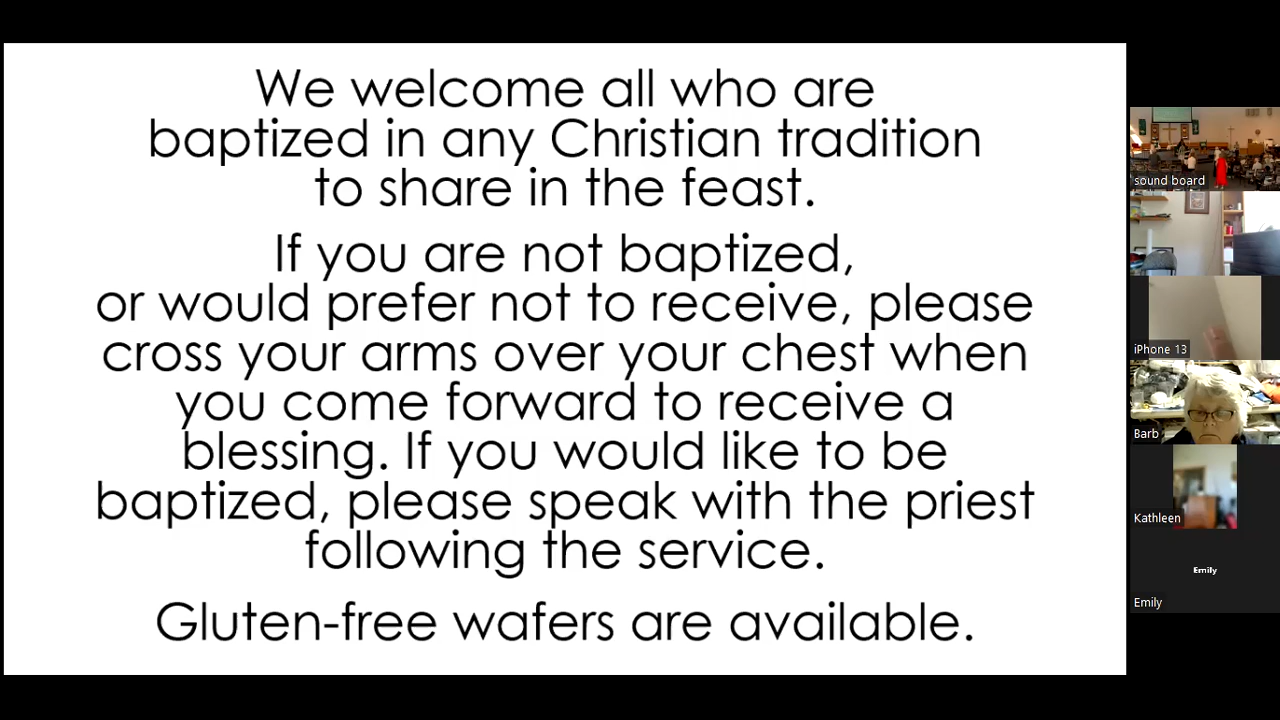 We welcome all who are
baptized in any Christian tradition
to share in the feast.
If you are not baptized,
or would prefer not to receive, please
cross your arms over your chest when
you come forward to receive a
blessing. If you would like to be
baptized, please speak with the priest
following the service.
Gluten-free wafers are available.
sound board
iPhone 13
Barb
Kathleen
Emily
Emily